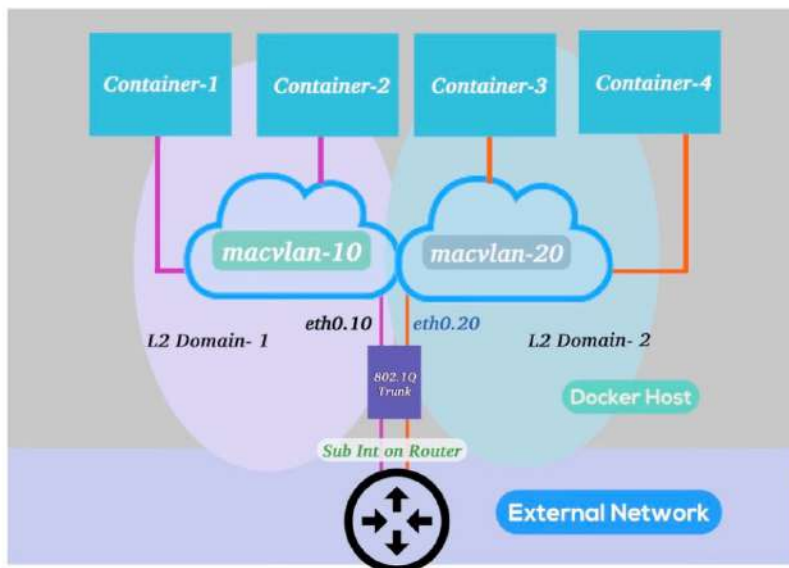 Container-1
Container-2
Container-3
Container-4
macvlan-10
macvlan-20
eth0.10
eth0.20
L2 Domain- 1
L2 Domain- 2
802.1Q
Trunk
Docker Host
Sub Int on Router
External Network